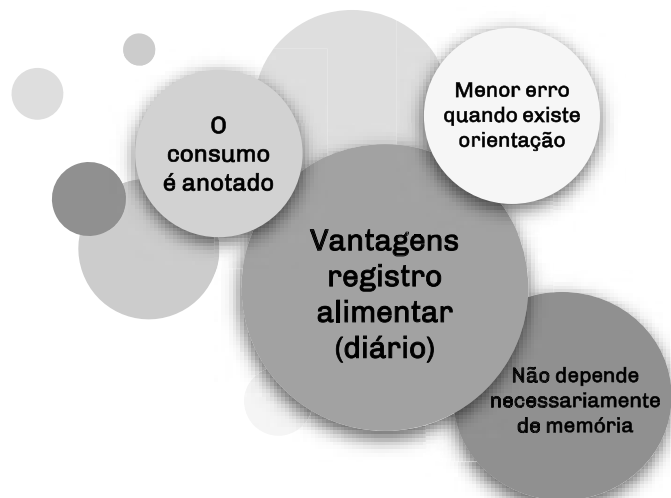 O
consumo
é anotado
Menor erro
quando existe
orientação
Vantagens
registro
alimentar
(diário)
Não depende
necessariamente
de memória